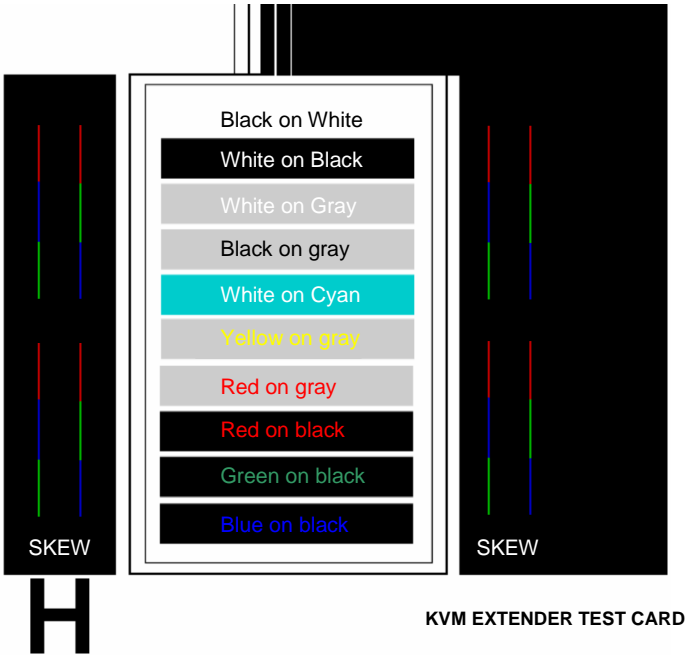 Black on White
White on Black
White on Gray
Black on gray
White on Cyan
Yellow on gray
Red on gray
Red on black
Green on black
Blue on black
SKEW
SKEW
H
KVM EXTENDER TEST CARD